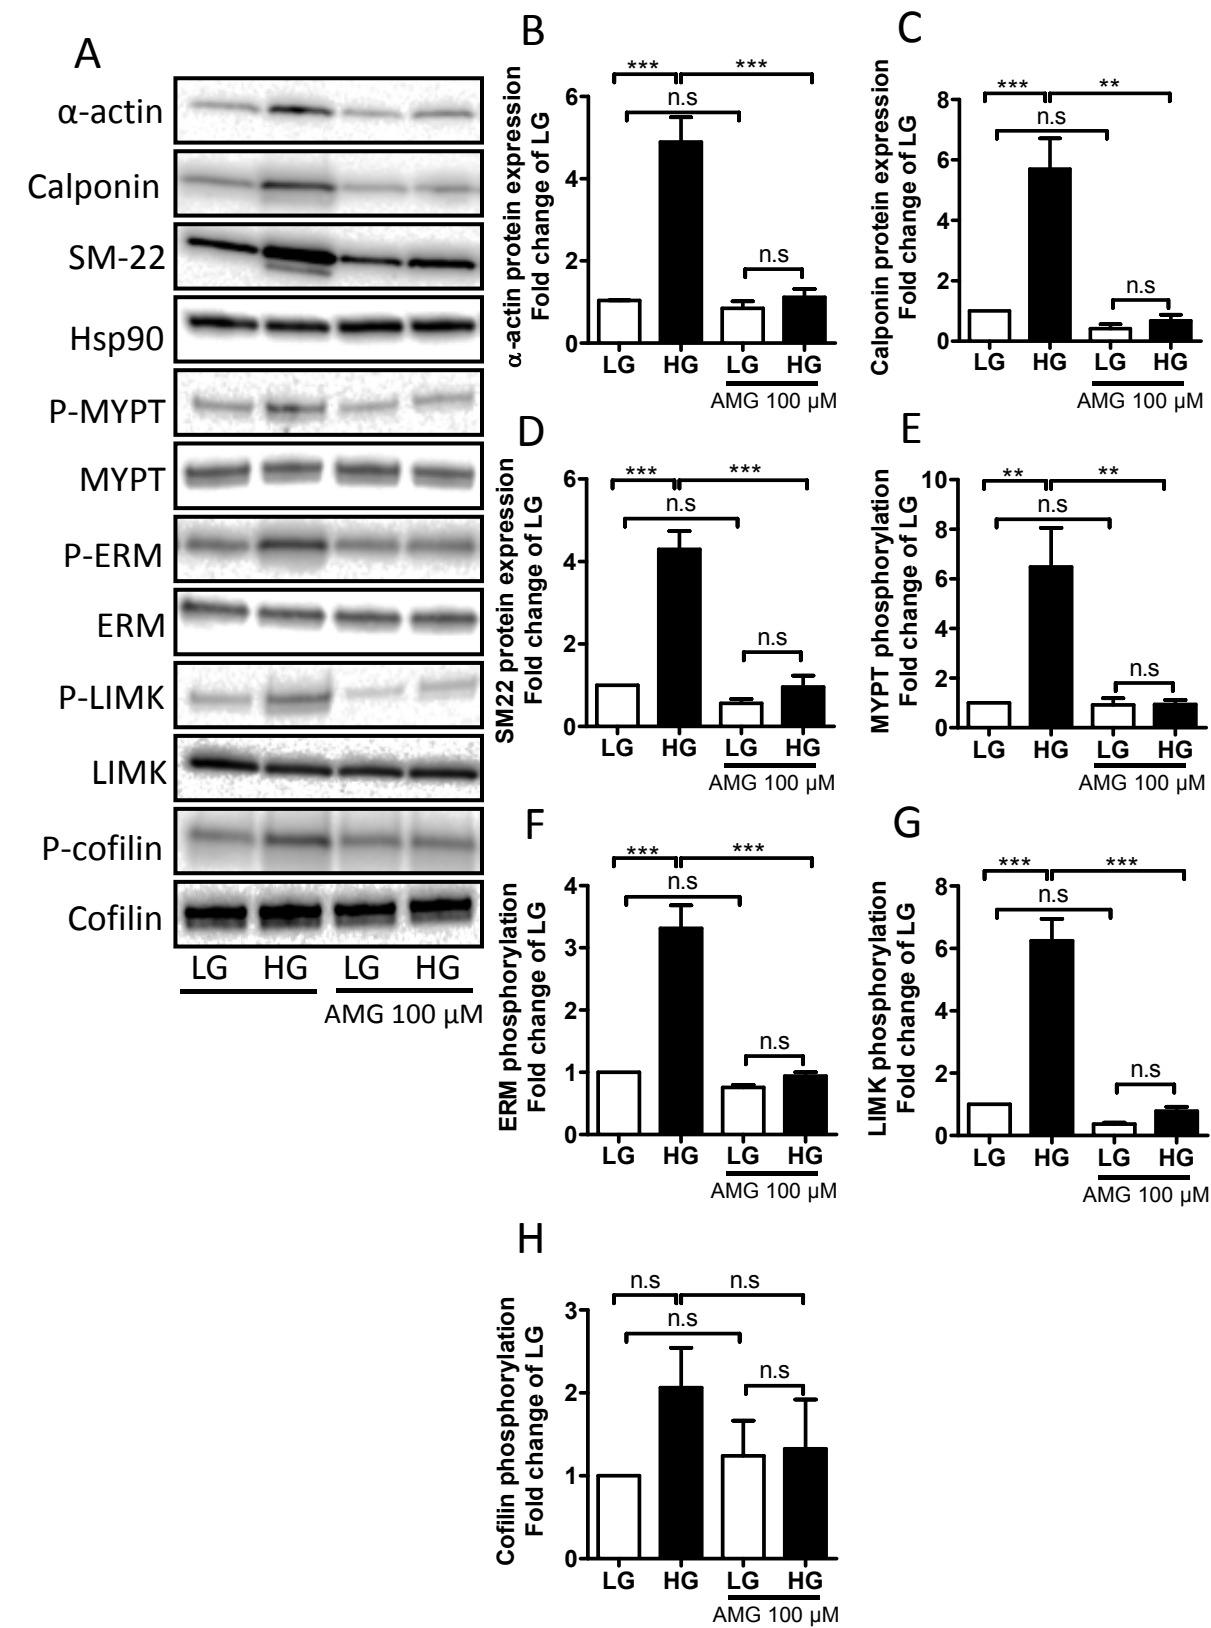 A
α-actin
Calponin
SM-22
Hsp90
P-MYPT
MYPT
P-ERM
ERM
P-LIMK
LIMK
P-cofilin
Cofilin
LG HG LG HG
AMG 100 µM
B
α-actin protein expression
Fold change of LG
6
4
2
0
*** ***
n.s
n.s
LG HG LG HG
AMG 100 µM
C
Calponin protein expression
Fold change of LG
8
6
4
2
0
*** **
n.s
n.s
LG HG LG HG
AMG 100 µM
D
SM22 protein expression
Fold change of LG
6
4
2
0
*** ***
n.s
n.s
LG HG LG HG
AMG 100 µM
E
MYPT phosphorylation
Fold change of LG
10
8
6
4
2
0
** **
n.s
n.s
LG HG LG HG
AMG 100 µM
F
ERM phosphorylation
Fold change of LG
4
3
2
1
0
*** ***
n.s
n.s
LG HG LG HG
AMG 100 µM
G
LIMK phosphorylation
Fold change of LG
8
6
4
2
0
*** ***
n.s
n.s
LG HG LG HG
AMG 100 µM
H
Cofilin phosphorylation
Fold change of LG
3
2
1
0
n.s n.s
n.s
n.s
LG HG LG HG
AMG 100 µM